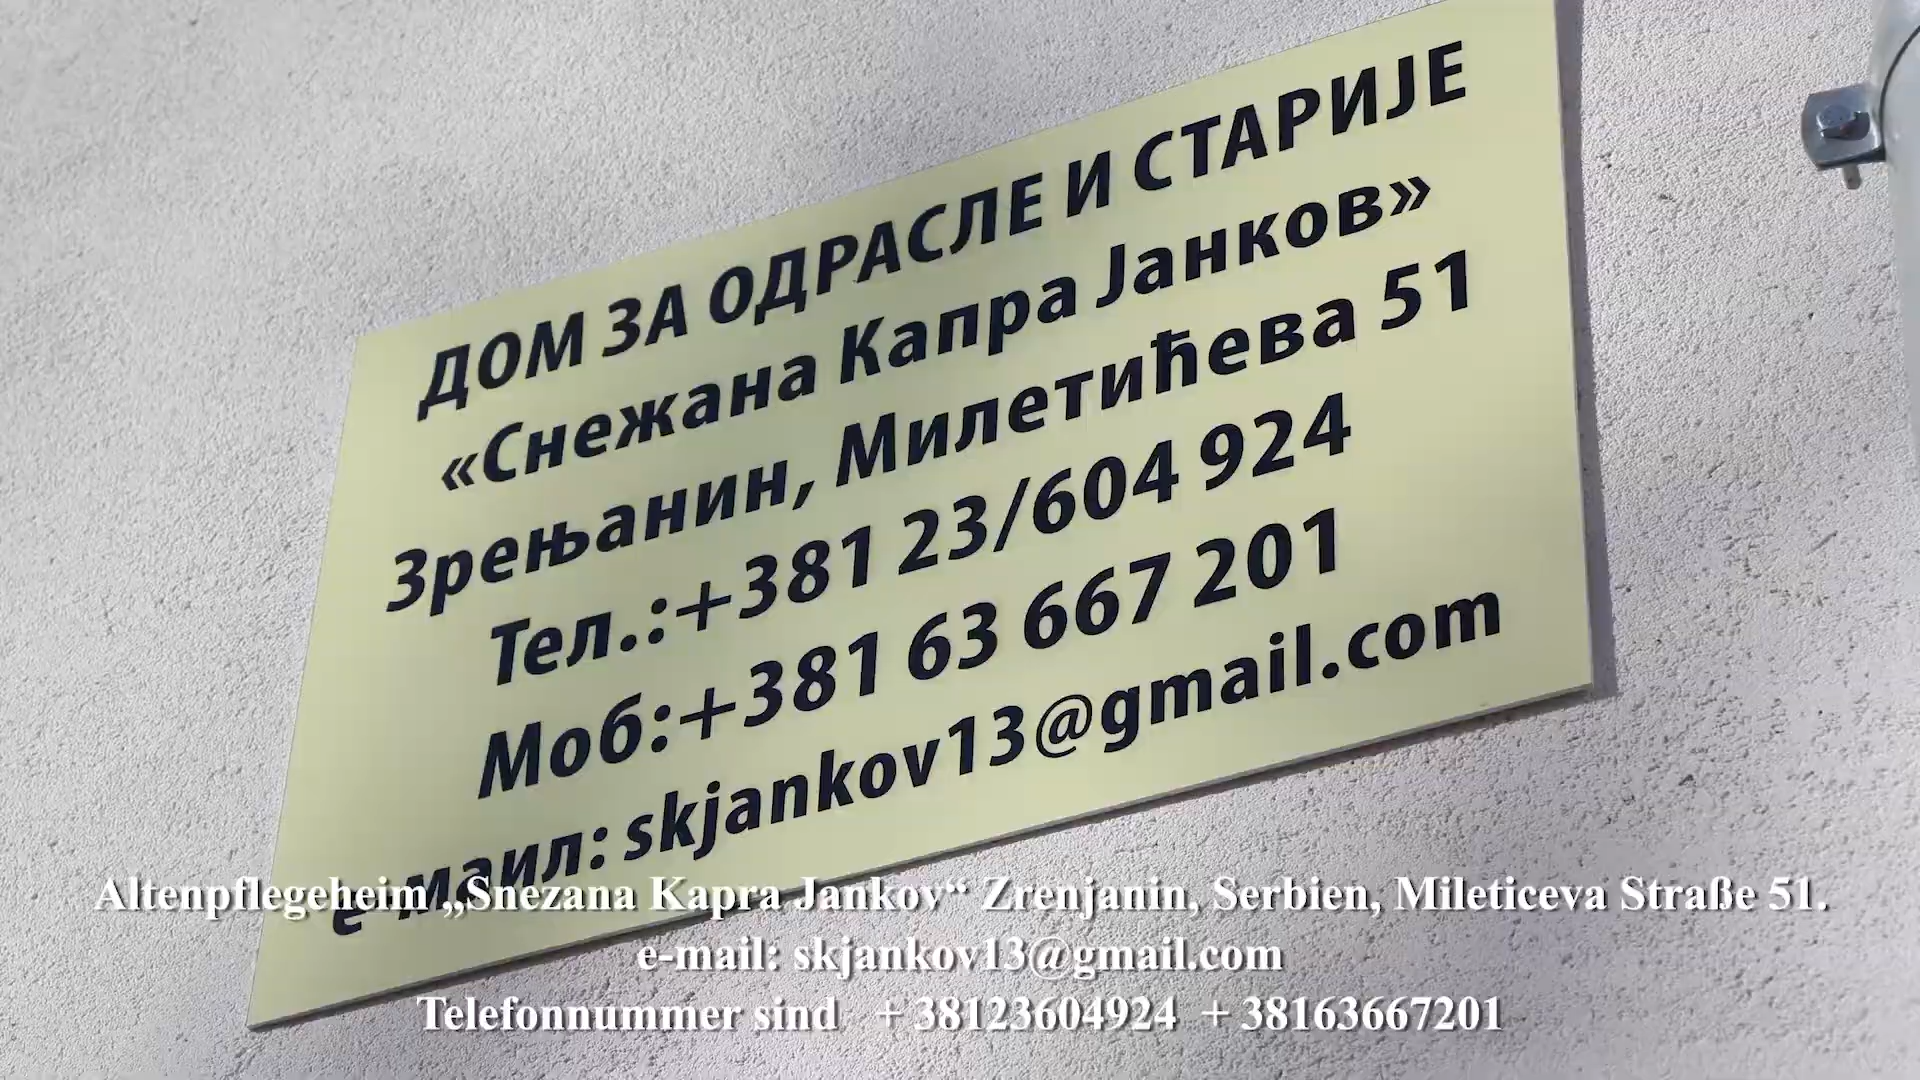 ДОМ ЗА ОДРАСЛЕ И СТАРИЈЕ
«Снежана Капра Јанков»
Зрењанин, Милетићева 51
Тел.:+381 23/604 924
Моб:+381 63 667 201
е-маил: skjankov13@gmail.com
Altenpflegeheim „Snezana Kapra Jankov“ Zrenjanin, Serbien, Mileticeva Straße 51.
e-mail: skjankov13@gmail.com
Telefonnummer sind + 38123604924 + 38163667201